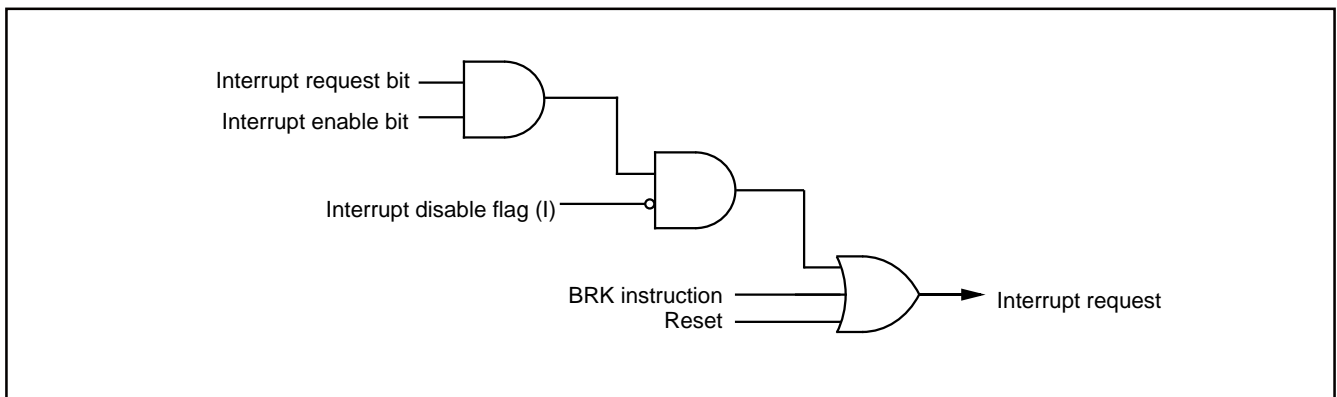 Interrupt request bit
Interrupt enable bit
Interrupt disable flag (I)
BRK instruction
Reset
Interrupt request